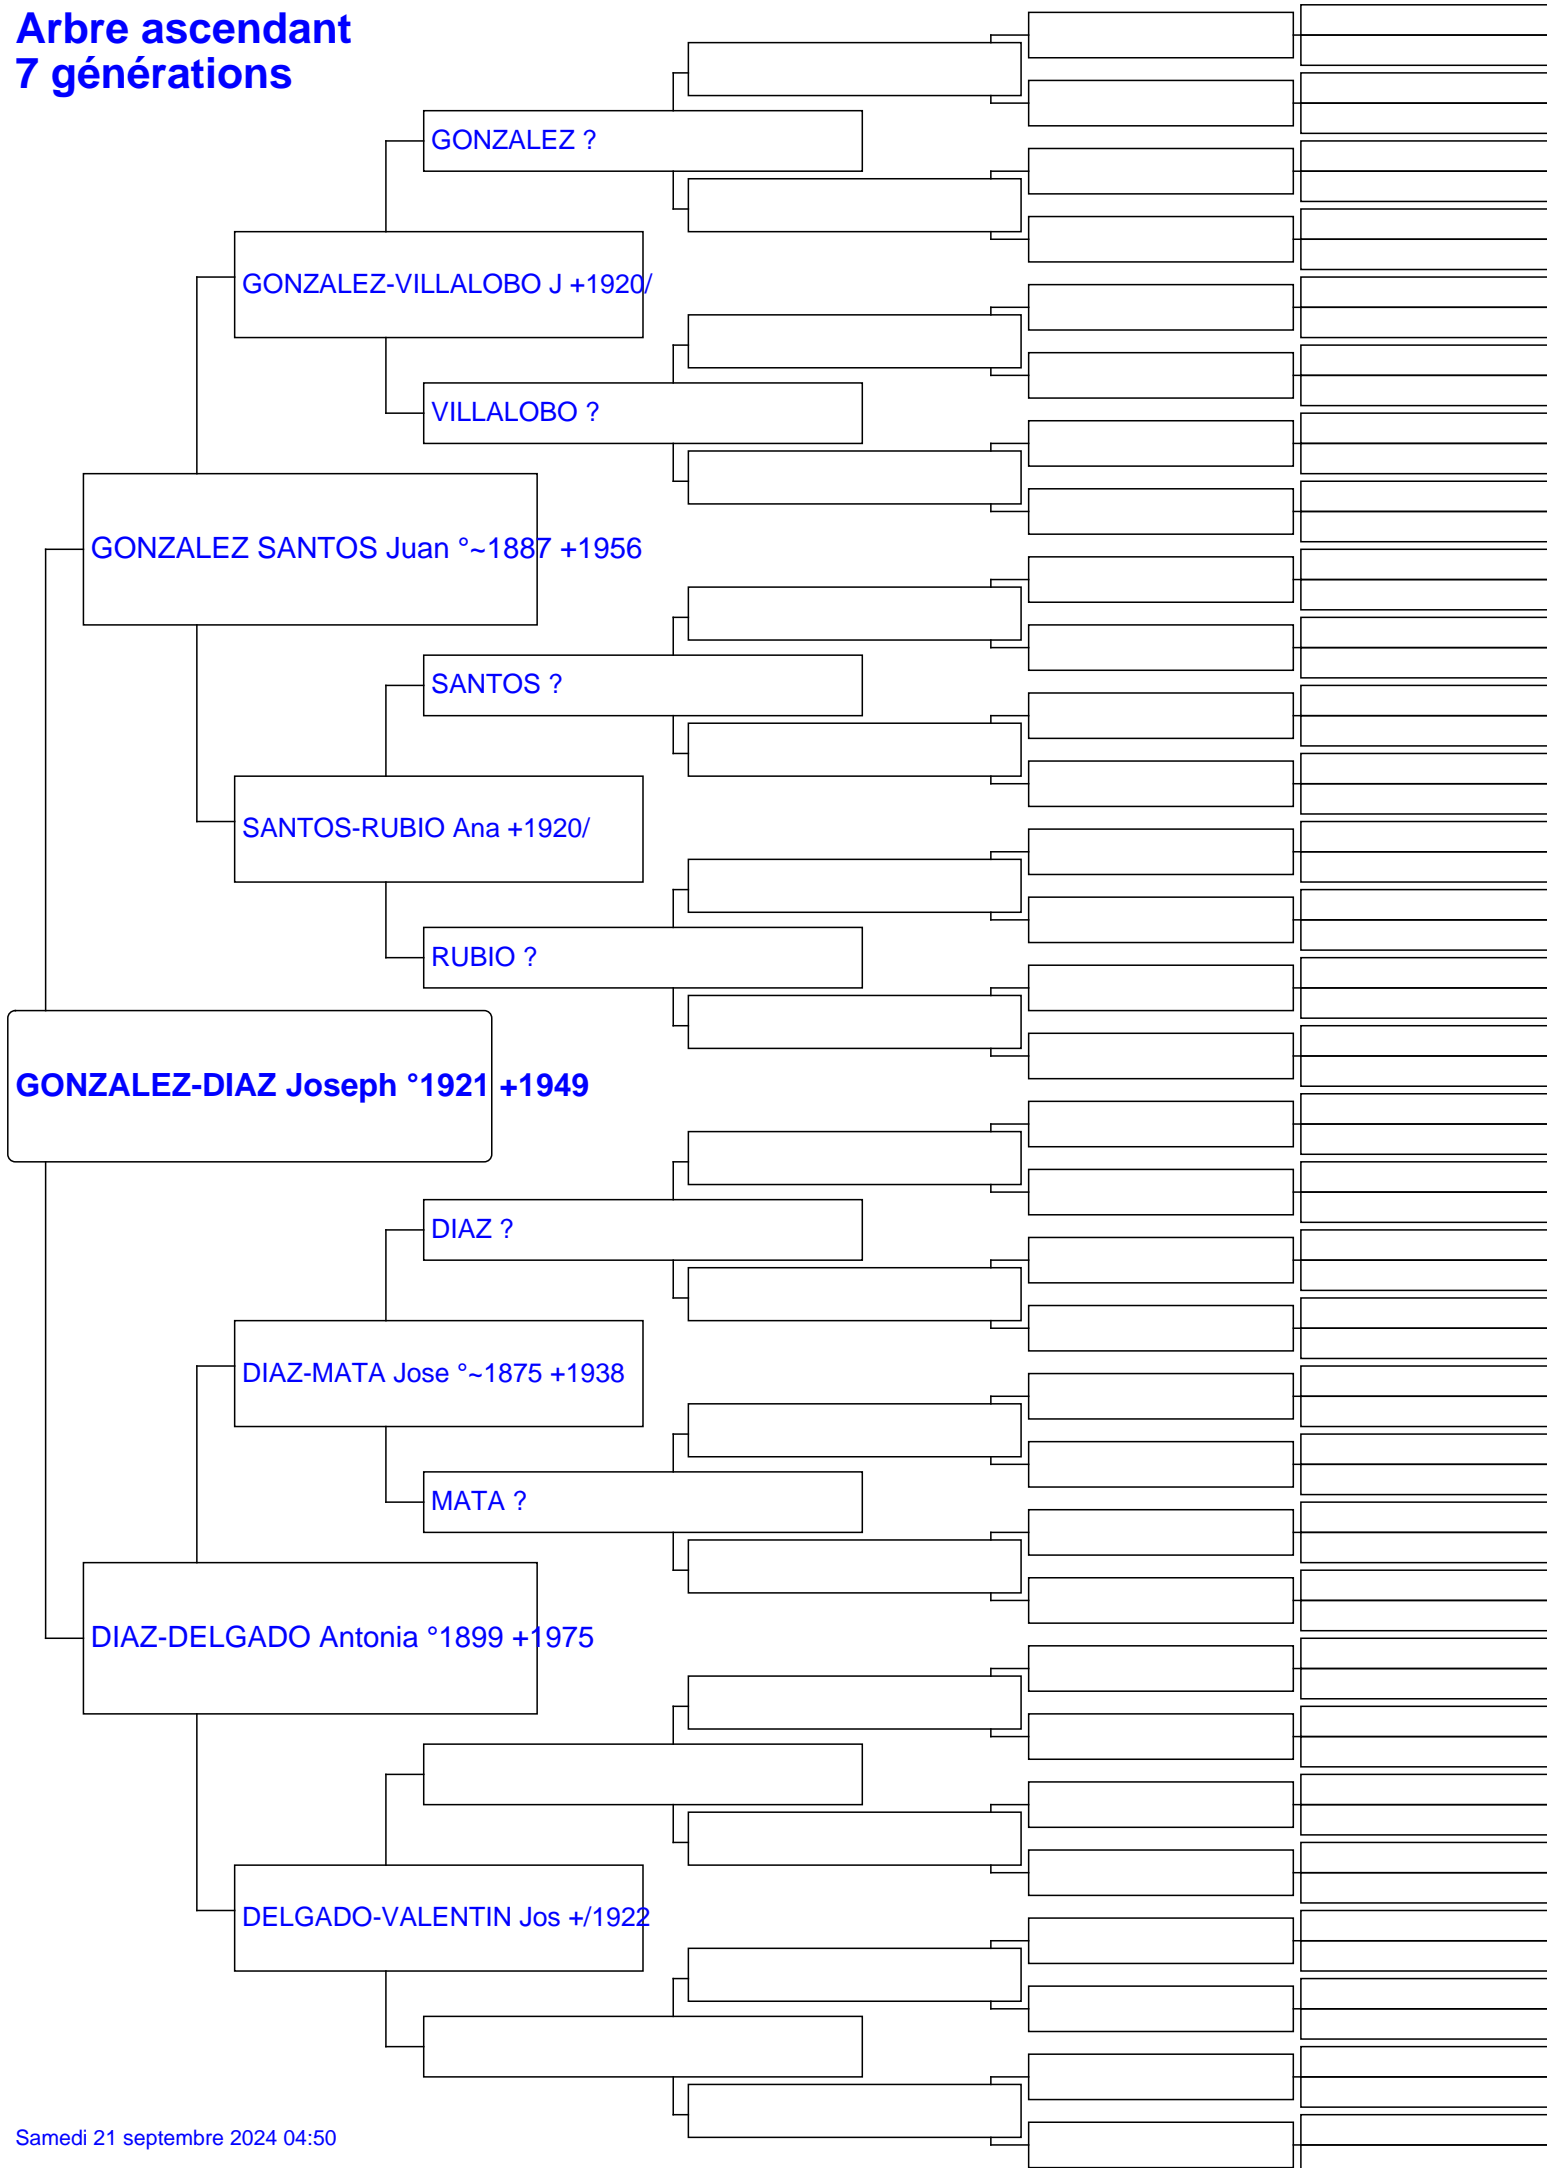 Arbre ascendant
7 générations
GONZALEZ ?
GONZALEZ-VILLALOBO J +1920/
VILLALOBO ?
GONZALEZ SANTOS Juan °~1887 +1956
SANTOS ?
SANTOS-RUBIO Ana +1920/
RUBIO ?
GONZALEZ-DIAZ Joseph °1921 +1949
DIAZ ?
DIAZ-MATA Jose °~1875 +1938
MATA ?
DIAZ-DELGADO Antonia °1899 +1975
DELGADO-VALENTIN Jos +/1922
Samedi 21 septembre 2024 04:50